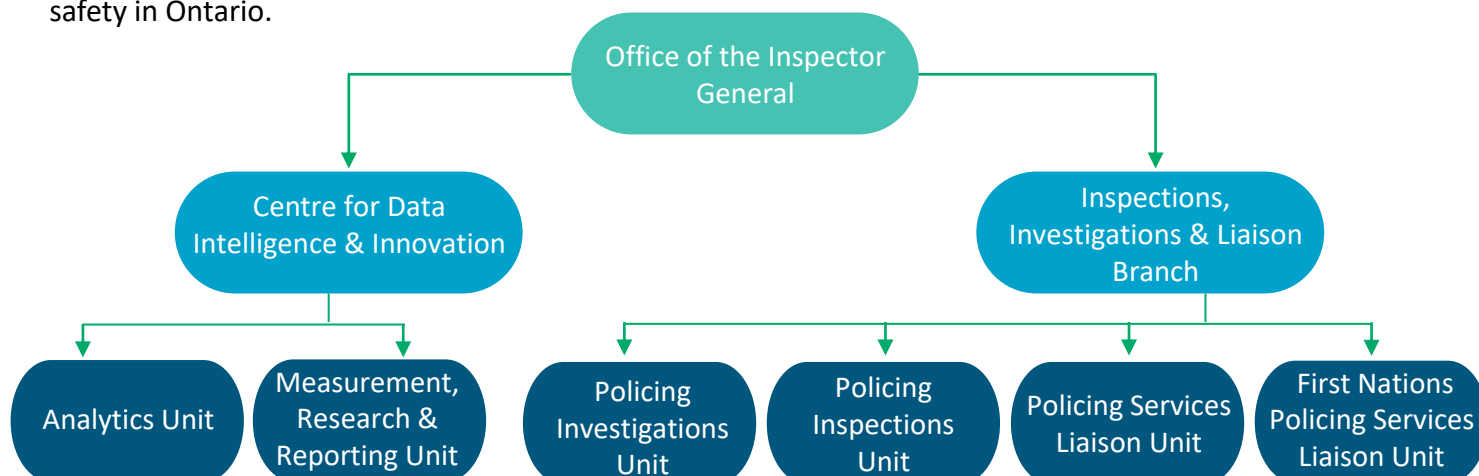 safety in Ontario.
Office of the Inspector
General
Centre for Data
Intelligence & Innovation
Inspections,
Investigations & Liaison
Branch
Analytics Unit
Measurement,
Research &
Reporting Unit
Policing
Investigations
Unit
Policing
Inspections
Unit
Policing Services
Liaison Unit
First Nations
Policing Services
Liaison Unit